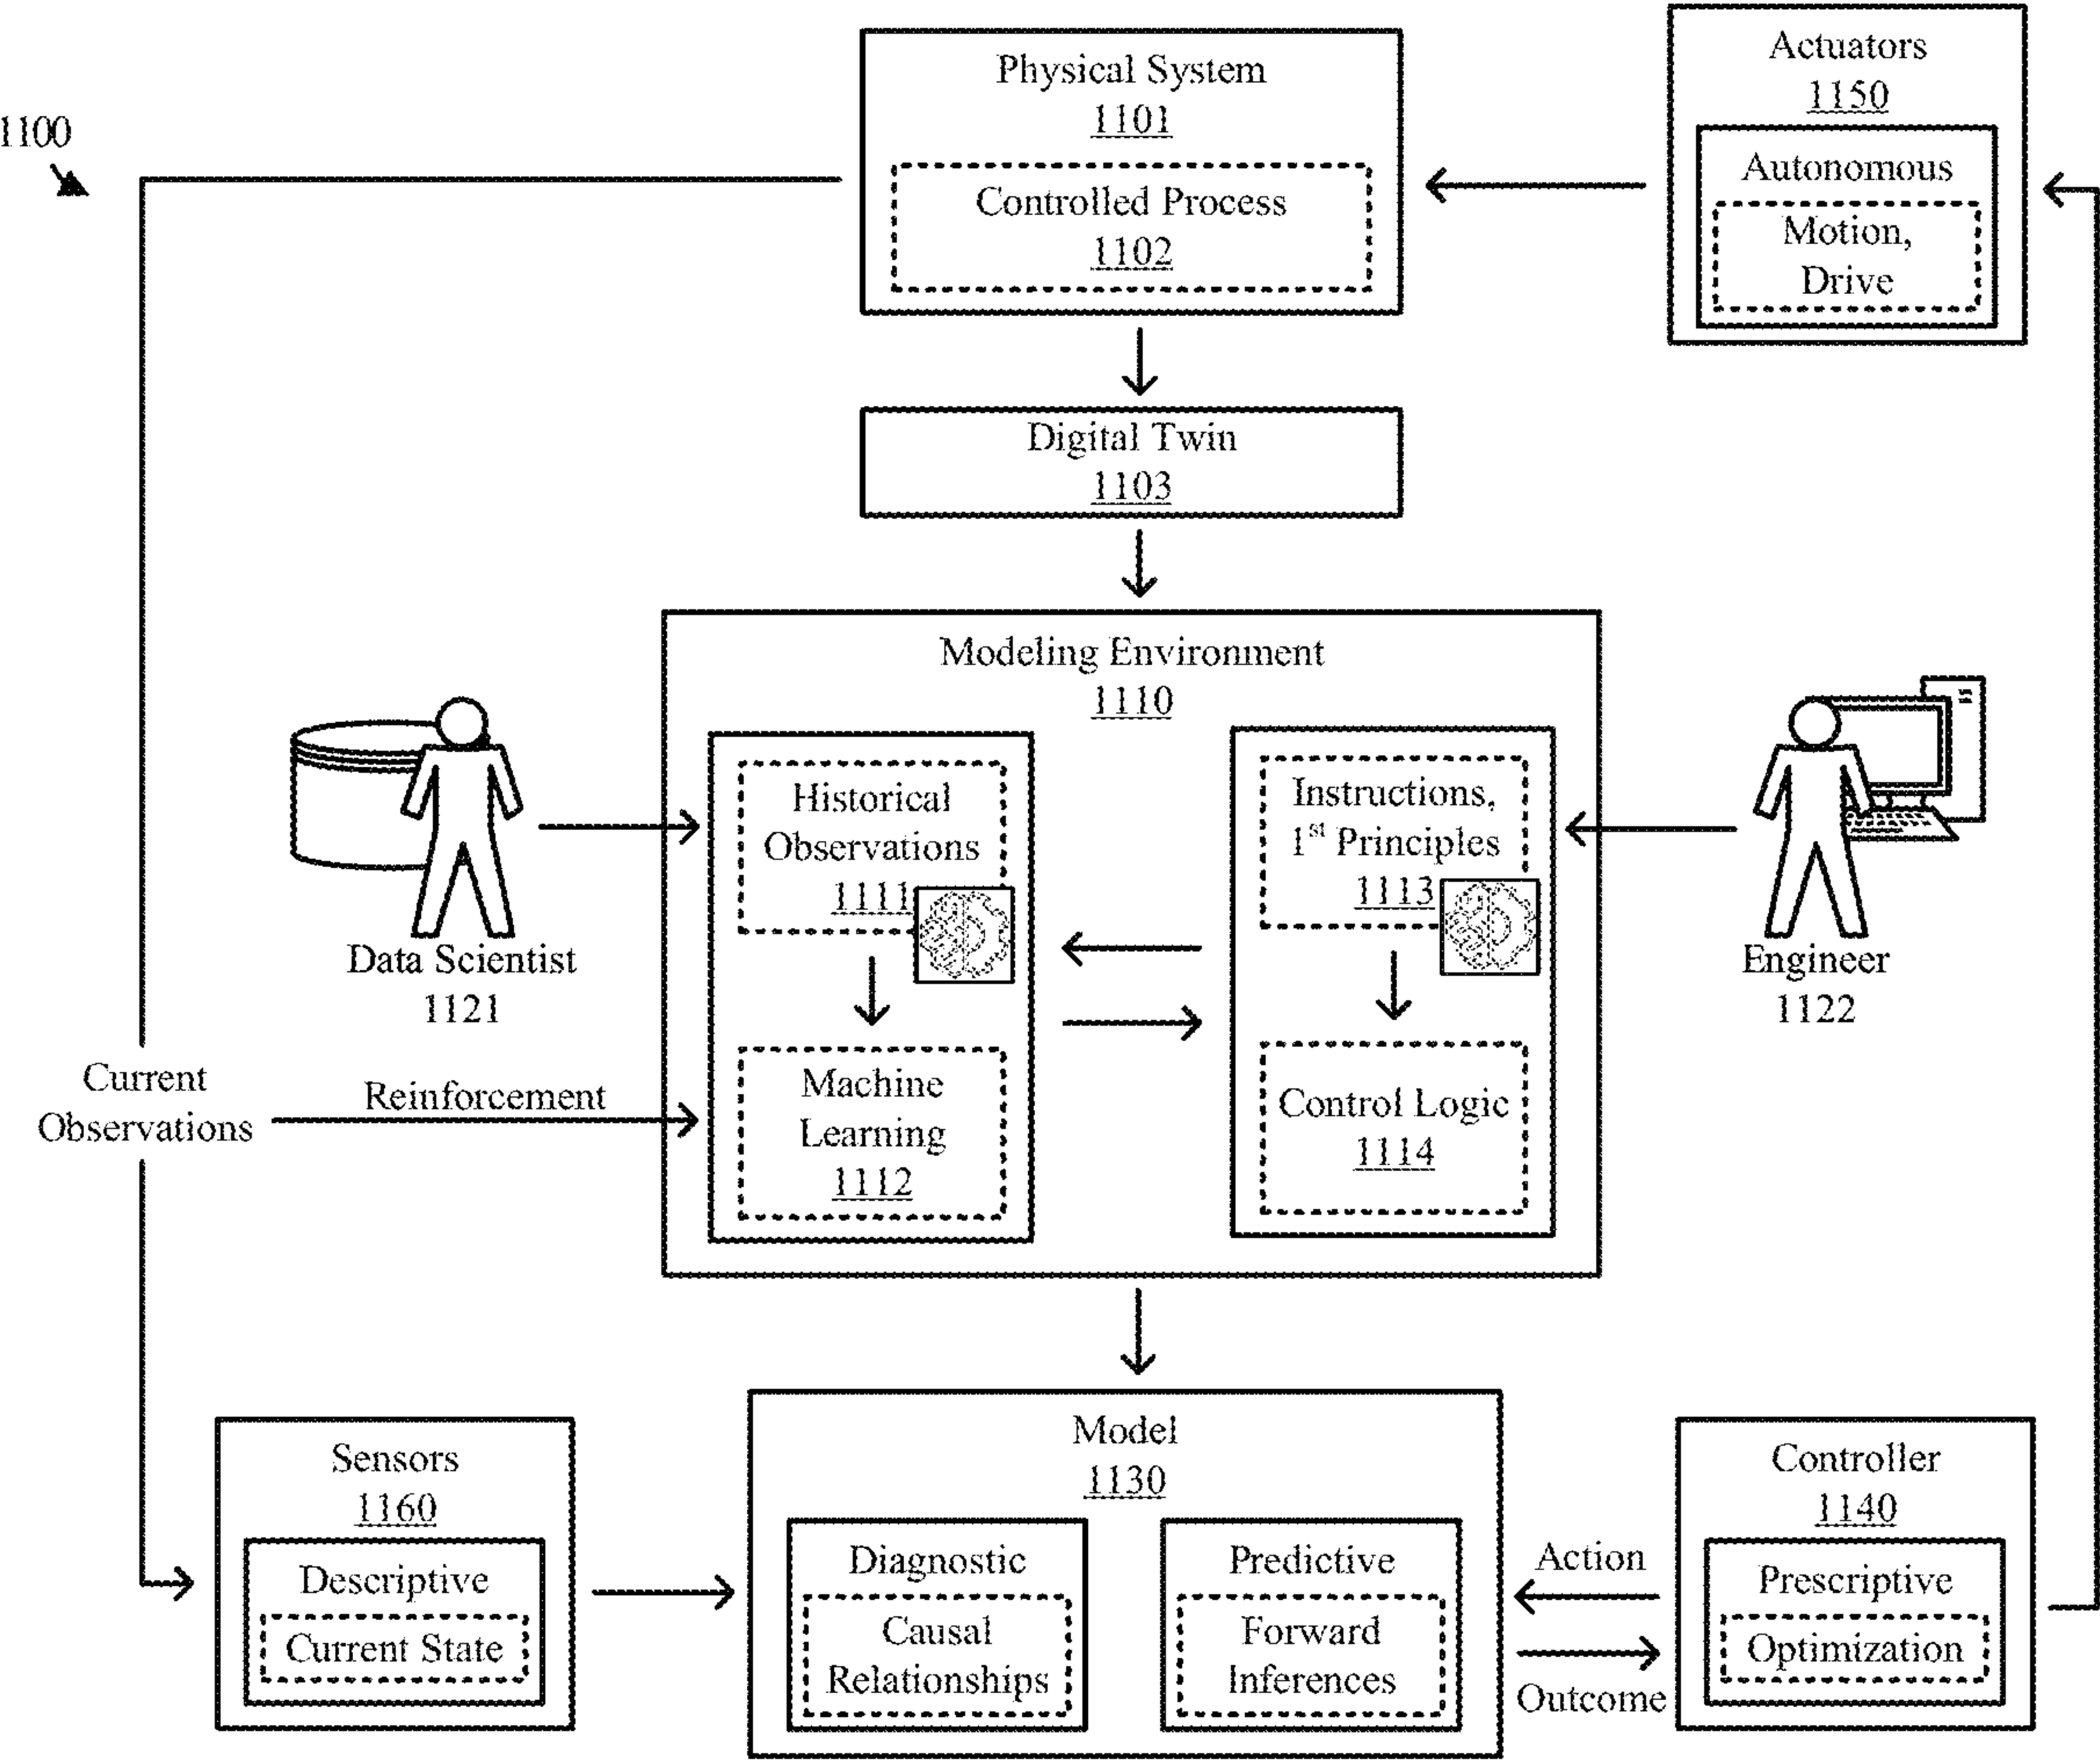 1100
Physical System
1101
Controlled Process
1102
Actuators
1150
Autonomous
Motion,
Drive
Digital Twin
1103
Modeling Environment
1110
Historical
Observations
1111
Machine
Learning
1112
Instructions,
1st Principles
1113
Control Logic
1114
Data Scientist
1121
Engineer
1122
Current
Observations
Reinforcement
Sensors
1160
Descriptive
Current State
Model
1130
Diagnostic
Causal
Relationships
Predictive
Forward
Inferences
Action
Outcome
Controller
1140
Prescriptive
Optimization